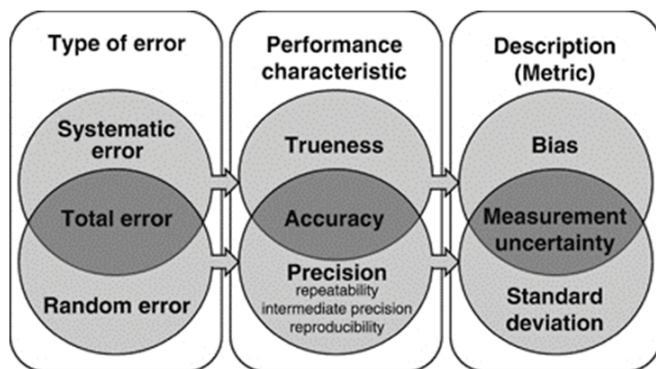 Type of error
Systematic
error
Total error
Random error
Performance
characteristic
Trueness
Accuracy
Precision
repeatability
intermediate precision
reproducibility
Description
(Metric)
Bias
Measurement
uncertainty
Standard
deviation